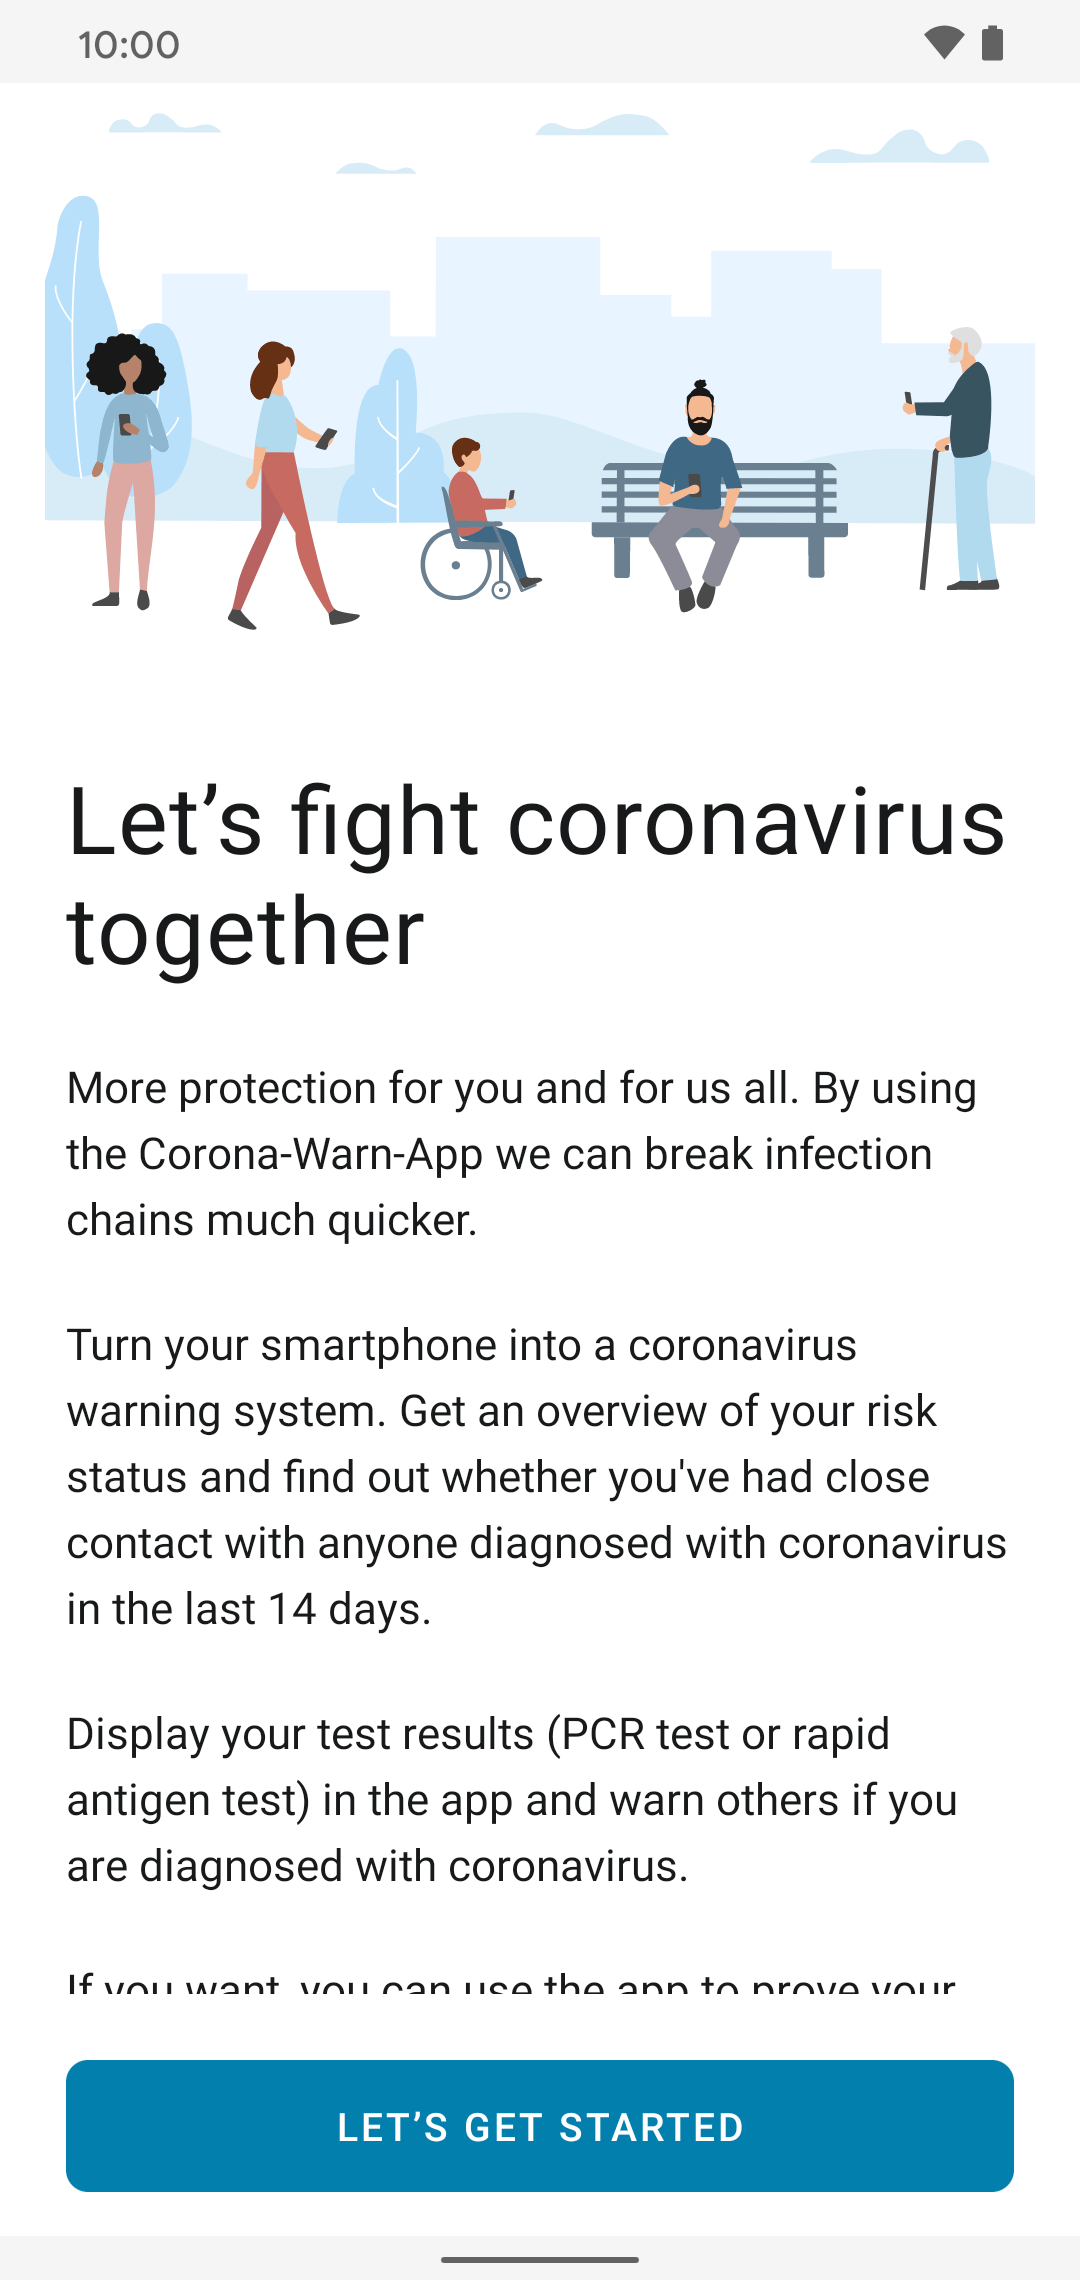 10:00
Let’s fight coronavirus
together
More protection for you and for us all. By using
the Corona-Warn-App we can break infection
chains much quicker.
Turn your smartphone into a coronavirus
warning system. Get an overview of your risk
status and find out whether you've had close
contact with anyone diagnosed with coronavirus
in the last 14 days.
Display your test results (PCR test or rapid
antigen test) in the app and warn others if you
are diagnosed with coronavirus.
If you want, you can use the app to prove your
LET’S GET STARTED